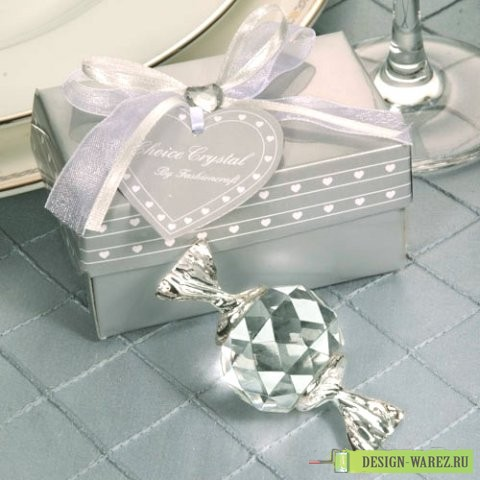 Choice Crystal
By Fashioncraft
DESIGN-WAREZ.RU